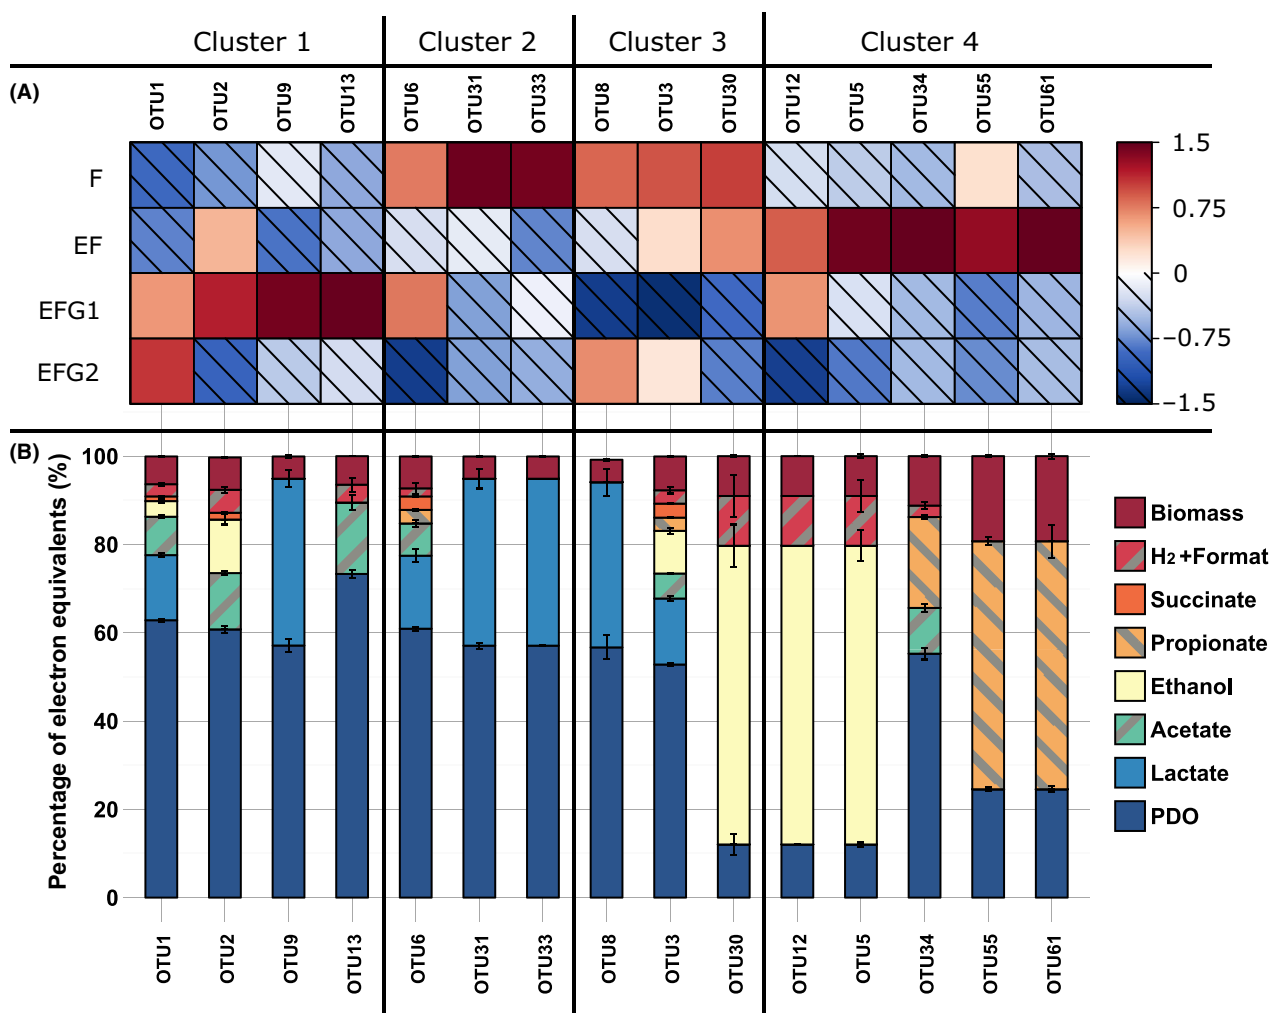 Cluster 1 Cluster 2 Cluster 3 Cluster 4
(A)
OTU1 OTU2 OTU9 OTU13 OTU6 OTU31 OTU33 OTU8 OTU3 OTU30 OTU12 OTU5 OTU34 OTU55 OTU61
F
EF
EFG1
EFG2
1.5
0.75
0
−0.75
−1.5
(B)
Percentage of electron equivalents (%)
100
80
60
40
20
0
Biomass
H2 +Format
Succinate
Propionate
Ethanol
Acetate
Lactate
PDO
OTU1 OTU2 OTU9 OTU13 OTU6 OTU31 OTU33 OTU8 OTU3 OTU30 OTU12 OTU5 OTU34 OTU55 OTU61